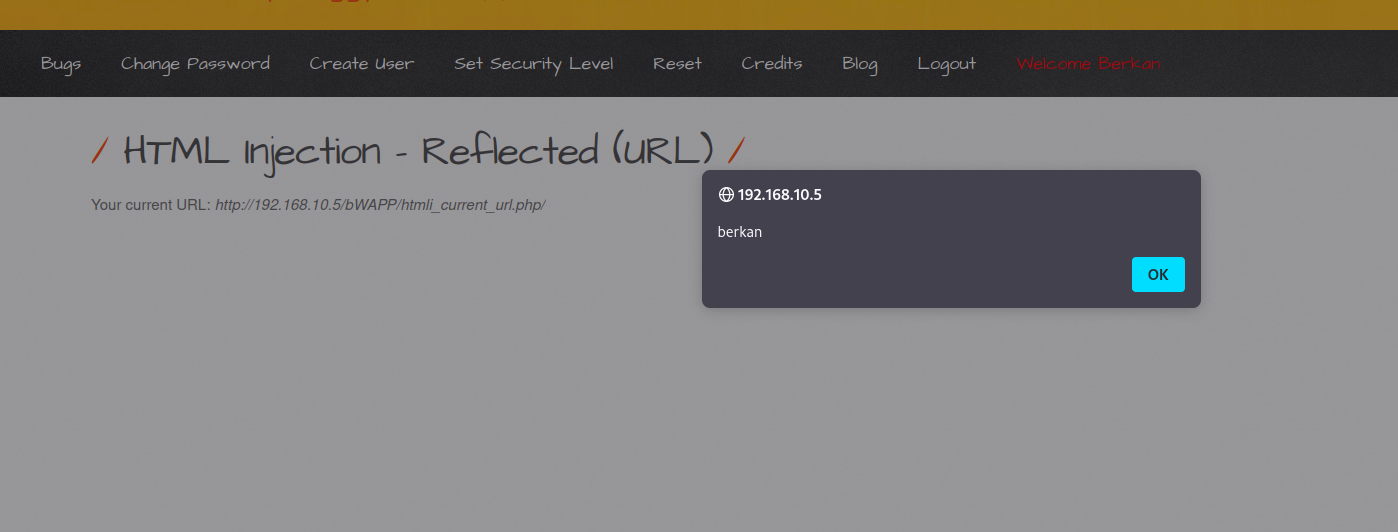 Bugs Change Password Create User Set Security Level Reset Credits Blog Logout Welcome Berkan
/ HTML Injection - Reflected (URL) /
Your current URL: http://192.168.10.5/bWAPP/htmli_current_url.php/
192.168.10.5
berkan
OK